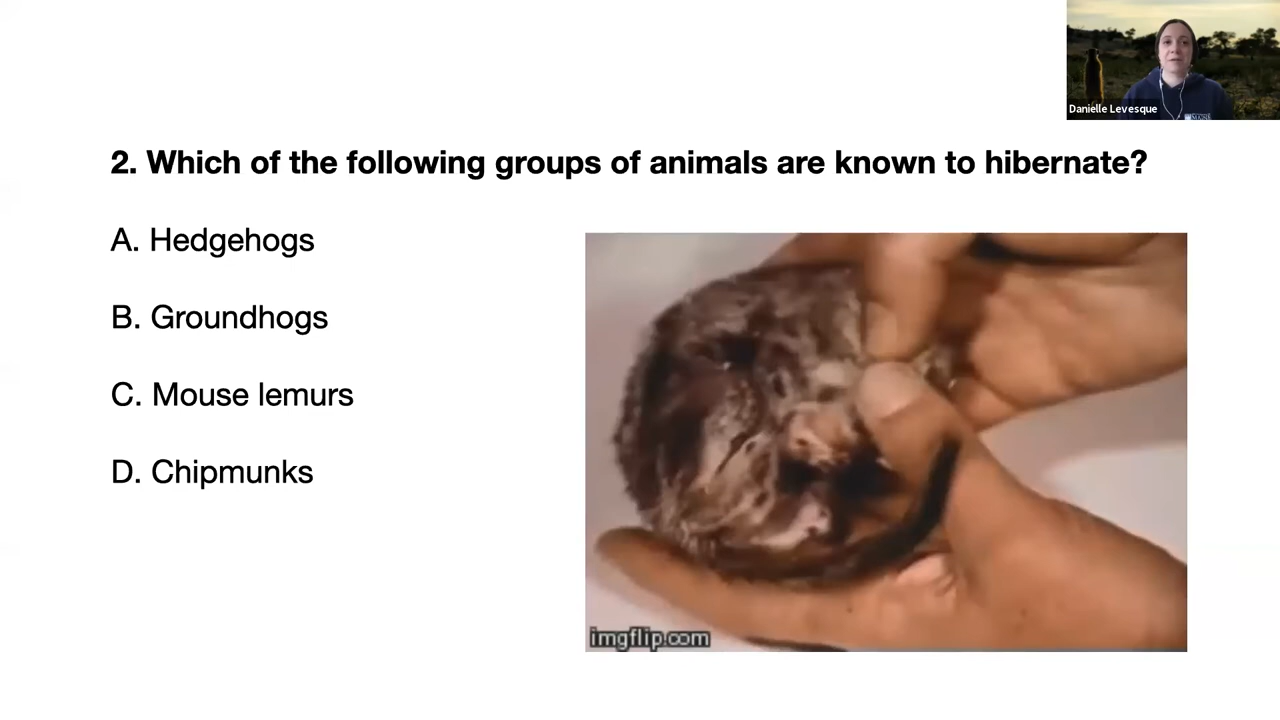 Danielle Levesque
2. Which of the following groups of animals are known to hibernate?
A. Hedgehogs
B. Groundhogs
C. Mouse lemurs
D. Chipmunks
imgflip.com